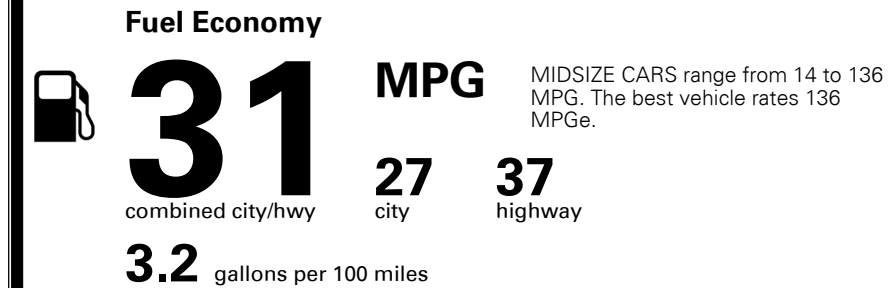 Fuel Economy
31
MPG
MIDSIZE CARS range from 14 to 136
MPG. The best vehicle rates 136
MPGe.
27
37
combined city/hwy
city
highway
3.2 gallons per 100 miles